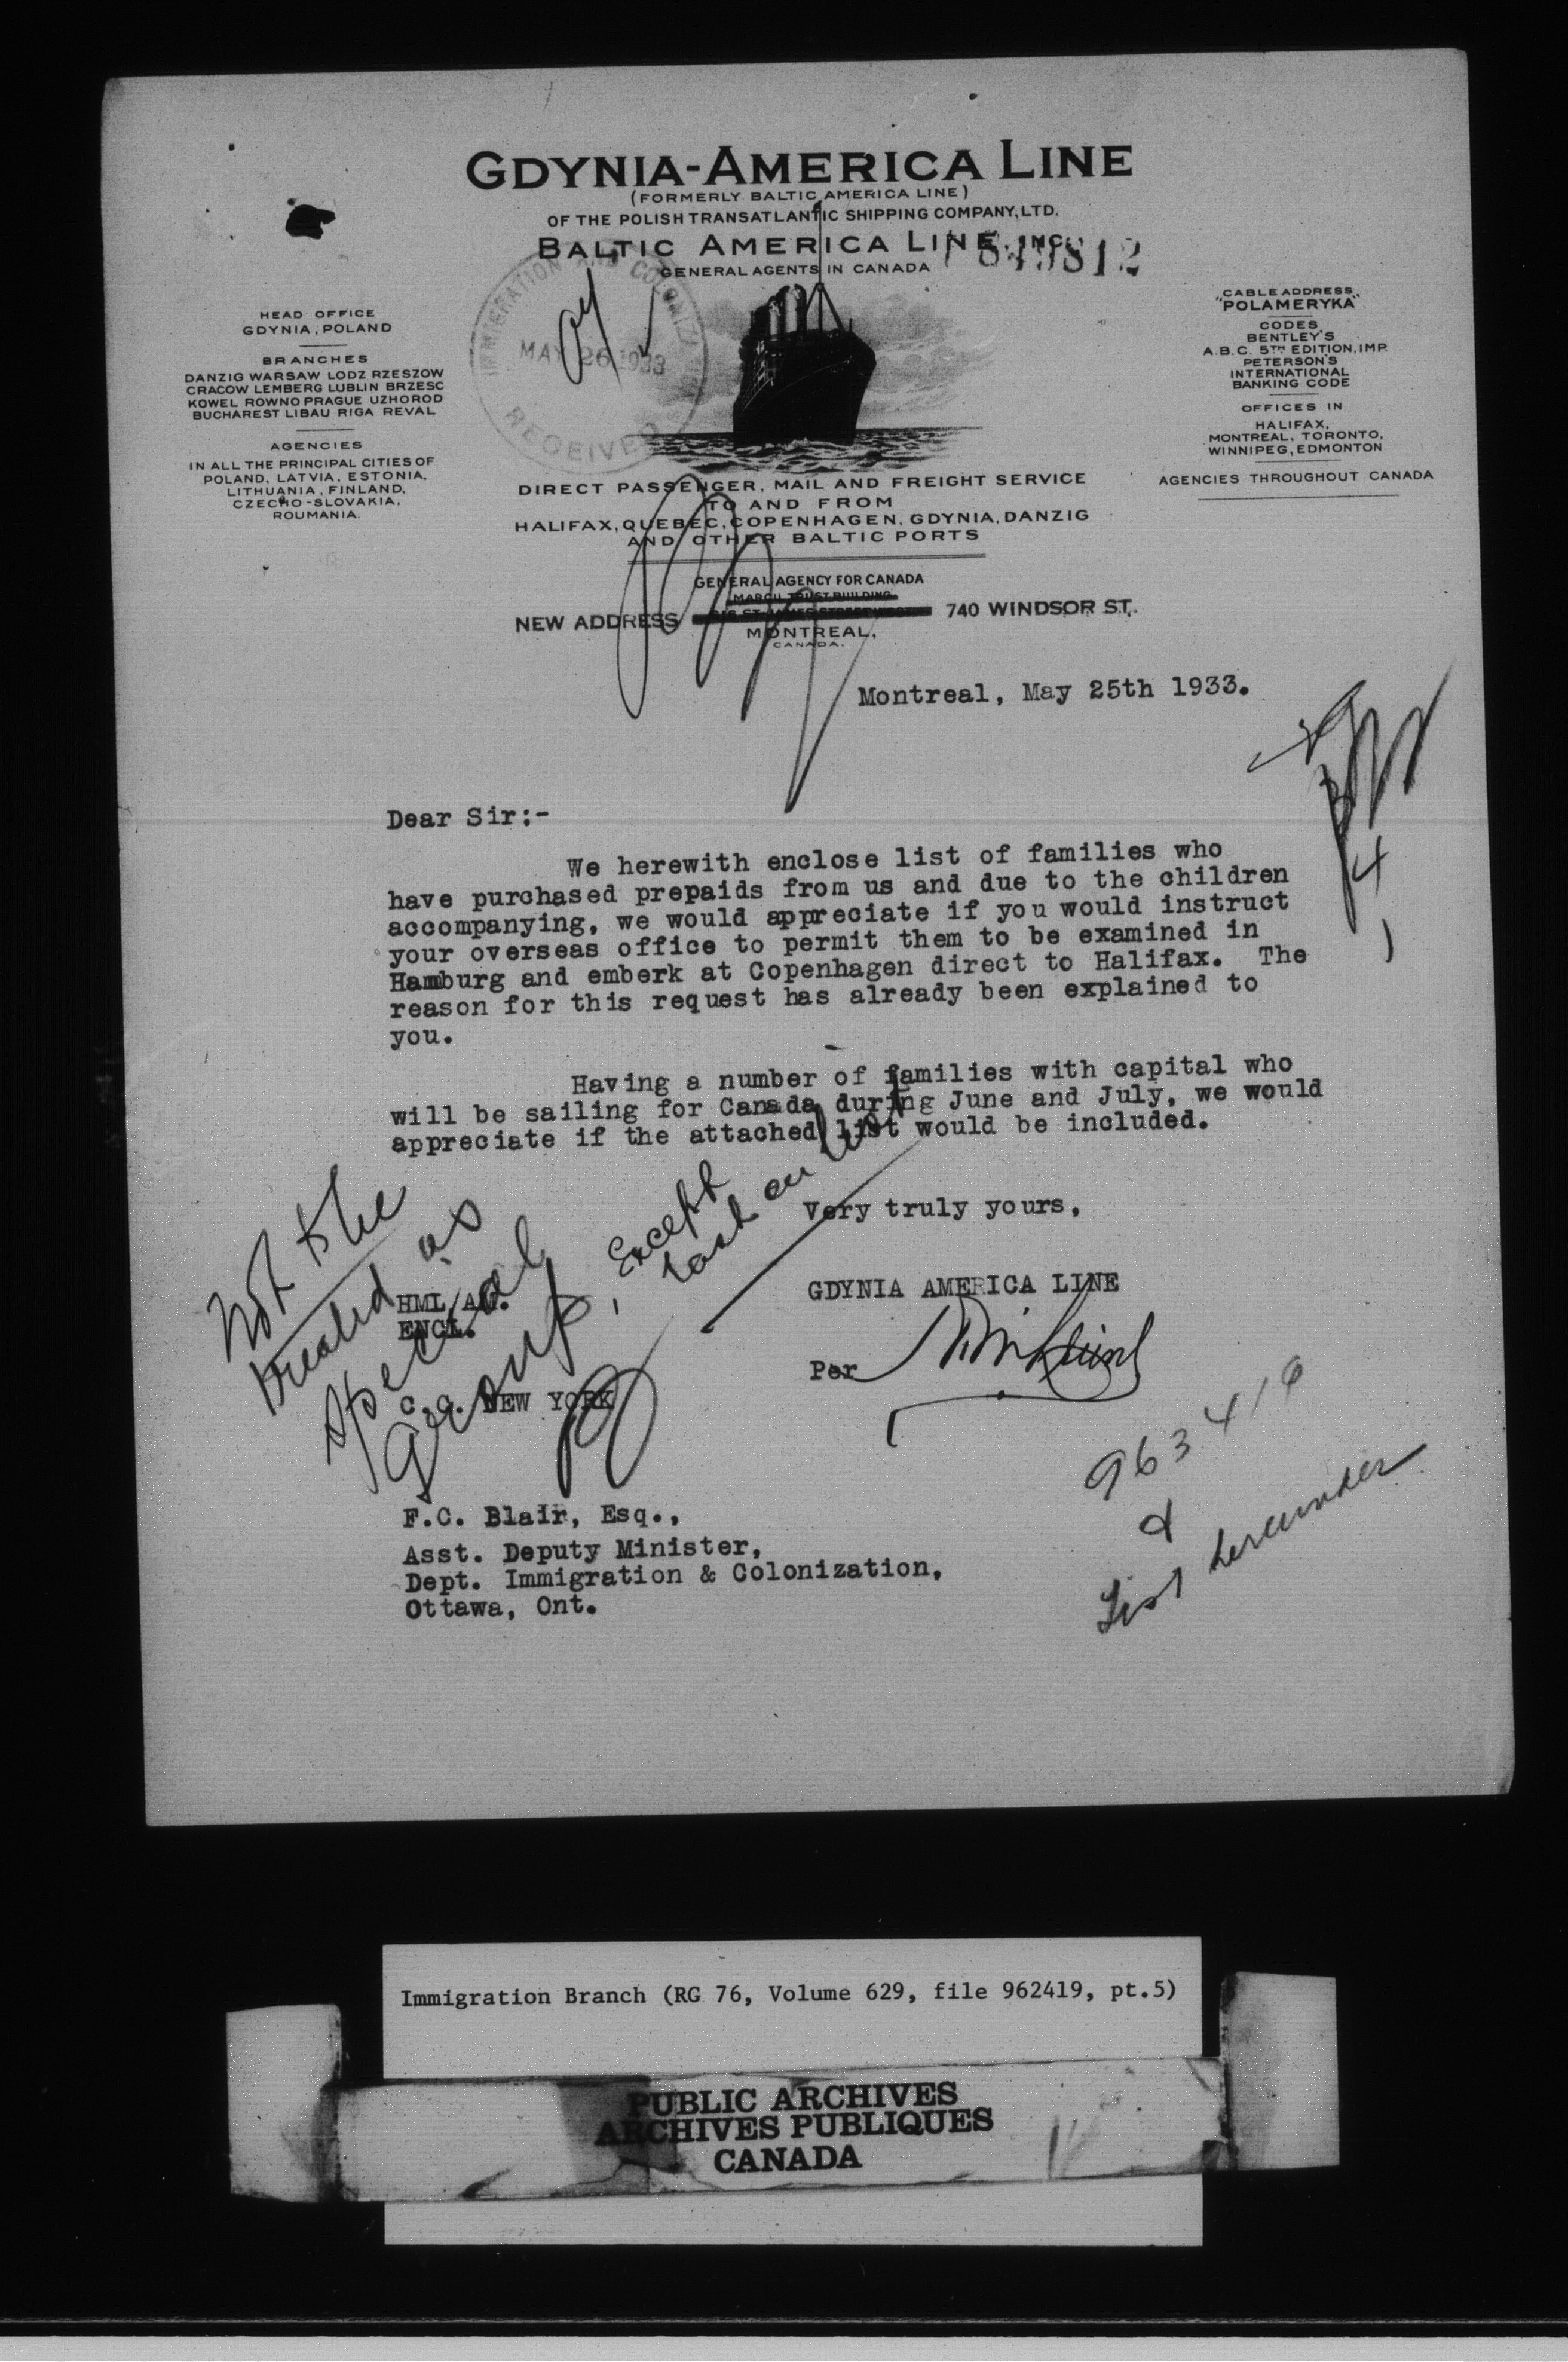 GDYNIA-AMERICA LINE
(FORMERLY BALTIC AMERICA LINE)
OF THE POLISH TRANSATLANTIC SHIPPING COMPANY, LTD.
BALTIC AMERICA LINE, INC.
GENERAL AGENTS IN CANADA
649812
HEAD OFFICE
GDYNIA, POLAND
BRANCHES
DANZIG WARSAW LODZ RZESZOW
CRACOW LEMBERG LUBLIN BRZESC
KOWEL ROWNO PRAGUE UZHOROD
BUCHAREST LIBAU RIGA REVAL
AGENCIES
IN ALL THE PRINCIPAL CITIES OF
POLAND, LATVIA, ESTONIA,
LITHUANIA, FINLAND,
CZECHO-SLOVAKIA,
ROUMANIA.
IMMIGRATION AND COLONIZATION
MAY 26 1933
RECEIVED
CABLE ADDRESS
"POLAMERYKA"
CODES
BENTLEY'S
A.B.C. 5TH EDITION, IMP.
PETERSON'S
INTERNATIONAL
BANKING CODE
OFFICES IN
HALIFAX,
MONTREAL, TORONTO,
WINNIPEG, EDMONTON
AGENCIES THROUGHOUT CANADA
DIRECT PASSENGER, MAIL AND FREIGHT SERVICE
TO AND FROM
HALIFAX, QUEBEC, COPENHAGEN, GDYNIA, DANZIG
AND OTHER BALTIC PORTS
GENERAL AGENCY FOR CANADA
NEW ADDRESS 740 WINDSOR ST.
MONTREAL,
CANADA.
Montreal, May 25th 1933.
Dear Sir:-
We herewith enclose list of families who
have purchased prepaids from us and due to the children
accompanying, we would appreciate if you would instruct
your overseas office to permit them to be examined in
Hamburg and emberk at Copenhagen direct to Halifax. The
reason for this request has already been explained to
you.
Having a number of families with capital who
will be sailing for Canada during June and July, we would
appreciate if the attached list would be included.
Very truly yours,
Not to be
treated as
special
group, except
last on list
HML/AU.
ENCL.
GDYNIA AMERICA LINE
Per
C.C. NEW YORK
963416
&
List hereunder
F.C. Blair, Esq.,
Asst. Deputy Minister,
Dept. Immigration & Colonization,
Ottawa, Ont.
Immigration Branch (RG 76, Volume 629, file 962419, pt.5)
PUBLIC ARCHIVES
ARCHIVES PUBLIQUES
CANADA